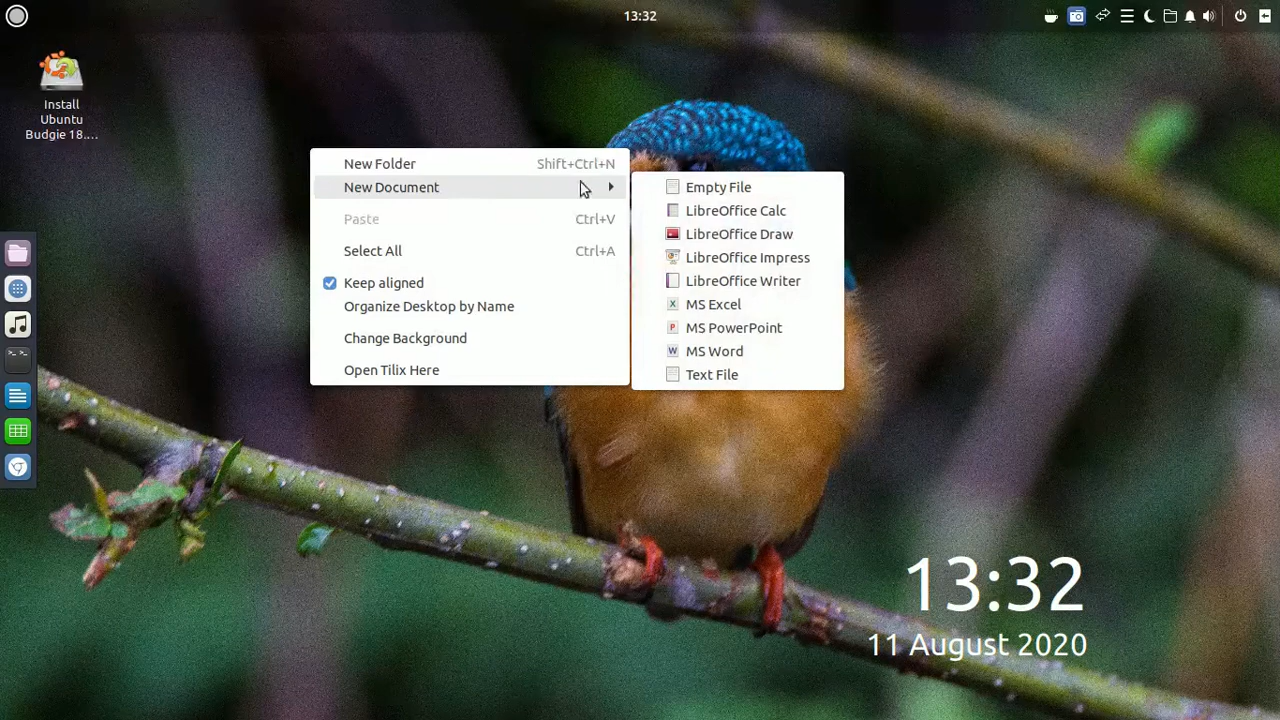 13:32
Install
Ubuntu
Budgie 18....
New Folder Shift+Ctrl+N
New Document
Paste Ctrl+V
Select All Ctrl+A
Keep aligned
Organize Desktop by Name
Change Background
Open Tilix Here
Empty File
LibreOffice Calc
LibreOffice Draw
LibreOffice Impress
LibreOffice Writer
MS Excel
MS PowerPoint
MS Word
Text File
13:32
11 August 2020